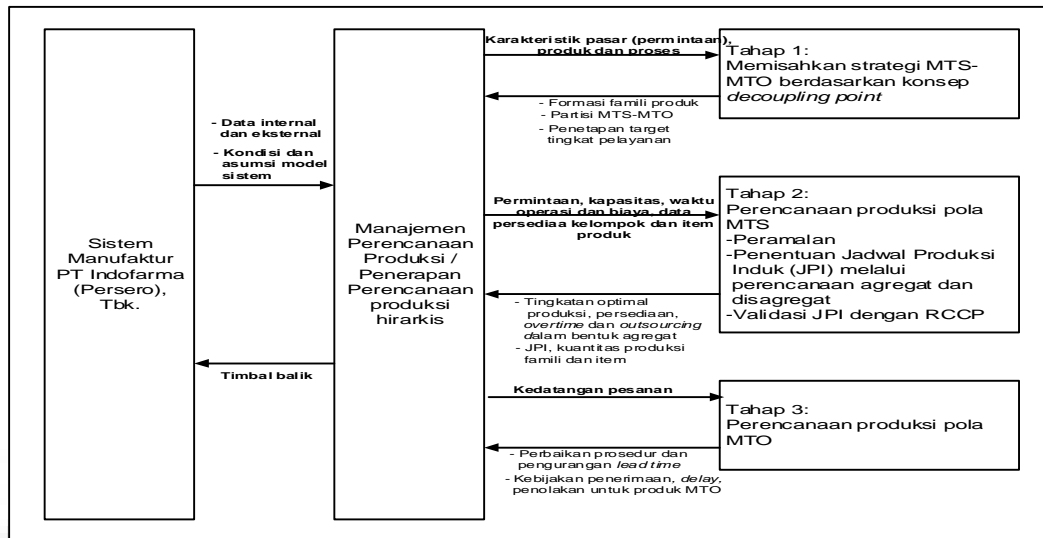 Sistem
Manufaktur
PT Indofarma
(Persero),
Tbk.
- Data internal
dan eksternal
- Kondisi dan
asumsi model
sistem
Timbal balik
Manajemen
Perencanaan
Produksi /
Penerapan
Perencanaan
produksi
hirarkis
Karakteristik pasar (permintaan),
produk dan proses
- Formasi famili produk
- Partisi MTS-MTO
- Penetapan target
tingkat pelayanan
Tahap 1:
Memisahkan strategi MTS-
MTO berdasarkan konsep
decoupling point
Permintaan, kapasitas, waktu
operasi dan biaya, data
persediaa kelompok dan item
produk
- Tingkatan optimal
produksi, persediaan,
overtime dan outsourcing
dalam bentuk agregat
- JPI, kuantitas produksi
famili dan item
Tahap 2:
Perencanaan produksi pola
MTS
-Peramalan
-Penentuan Jadwal Produksi
Induk (JPI) melalui
perencanaan agregat dan
disagregat
-Validasi JPI dengan RCCP
Kedatangan pesanan
- Perbaikan prosedur dan
pengurangan lead time
- Kebijakan penerimaan, delay,
penolakan untuk produk MTO
Tahap 3:
Perencanaan produksi pola
MTO